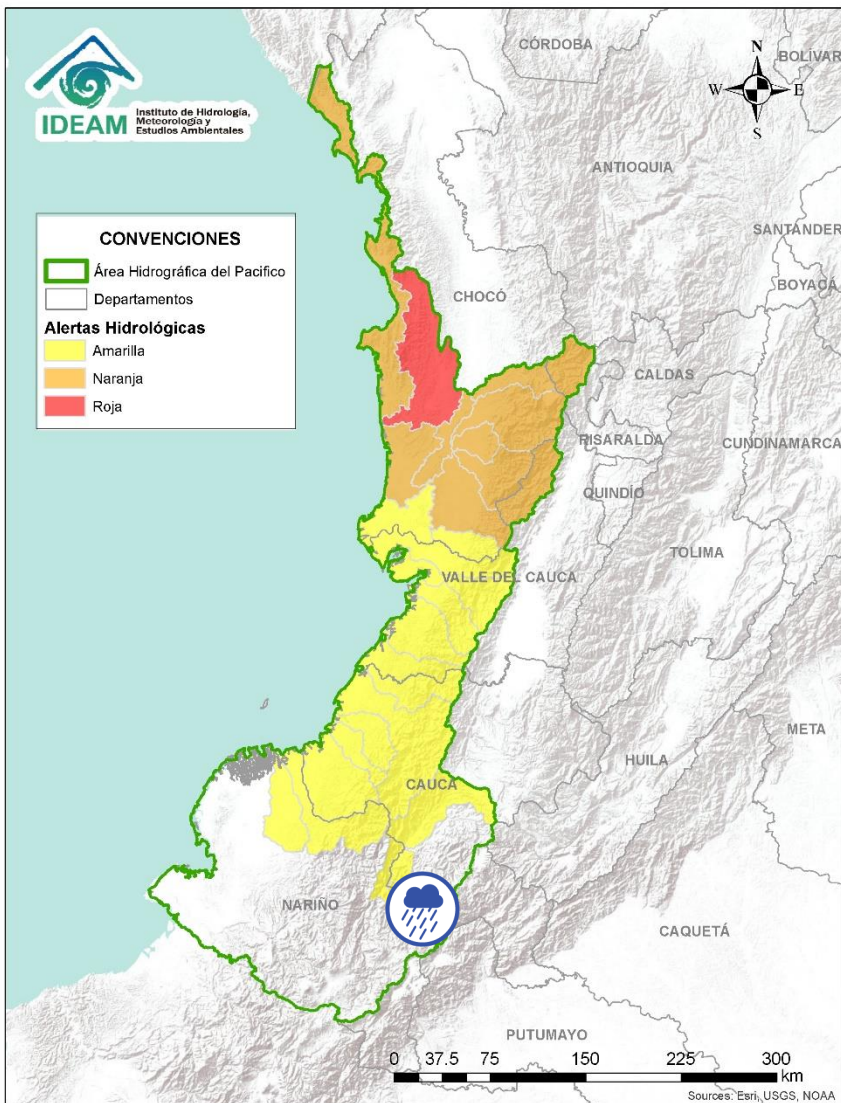 IDEAM
Instituto de Hidrología,
Meteorología y
Estudios Ambientales
CÓRDOBA
BOLÍVAR
N
W
E
S
ANTIOQUIA
SANTANDER
BOYACÁ
CONVENCIONES
Área Hidrográfica del Pacifico
Departamentos
Alertas Hidrológicas
Amarilla
Naranja
Roja
CHOCÓ
CALDAS
RISARALDA
CUNDINAMARCA
QUINDÍO
TOLIMA
VALLE DEL CAUCA
META
HUILA
CAUCA
NARIÑO
CAQUETÁ
PUTUMAYO
0 37.5 75 150 225 300
km
Sources: Esri, USGS, NOAA